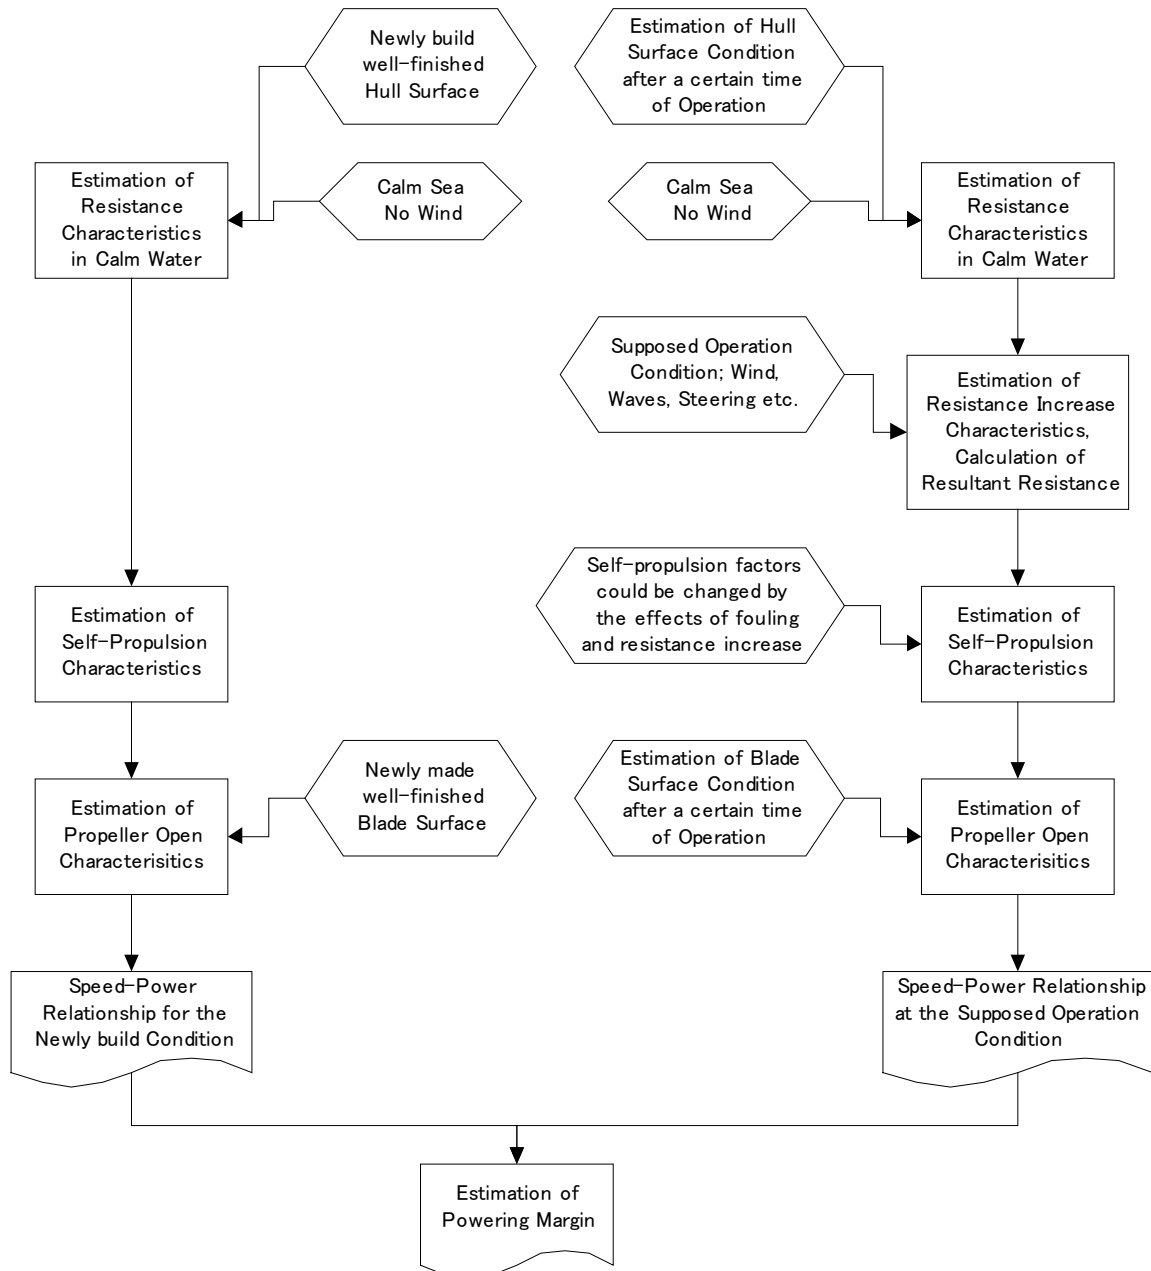 Newly build
well-finished
Hull Surface
Estimation of Hull
Surface Condition
after a certain time
of Operation
Estimation of
Resistance
Characteristics
in Calm Water
Calm Sea
No Wind
Calm Sea
No Wind
Estimation of
Resistance
Characteristics
in Calm Water
Supposed Operation
Condition; Wind,
Waves, Steering etc.
Estimation of
Resistance Increase
Characteristics,
Calculation of
Resultant Resistance
Self-propulsion factors
could be changed by
the effects of fouling
and resistance increase
Estimation of
Self-Propulsion
Characteristics
Estimation of
Self-Propulsion
Characteristics
Estimation of
Propeller Open
Characterisitics
Newly made
well-finished
Blade Surface
Estimation of Blade
Surface Condition
after a certain time
of Operation
Estimation of
Propeller Open
Characterisitics
Speed-Power
Relationship for the
Newly build Condition
Speed-Power Relationship
at the Supposed Operation
Condition
Estimation of
Powering Margin